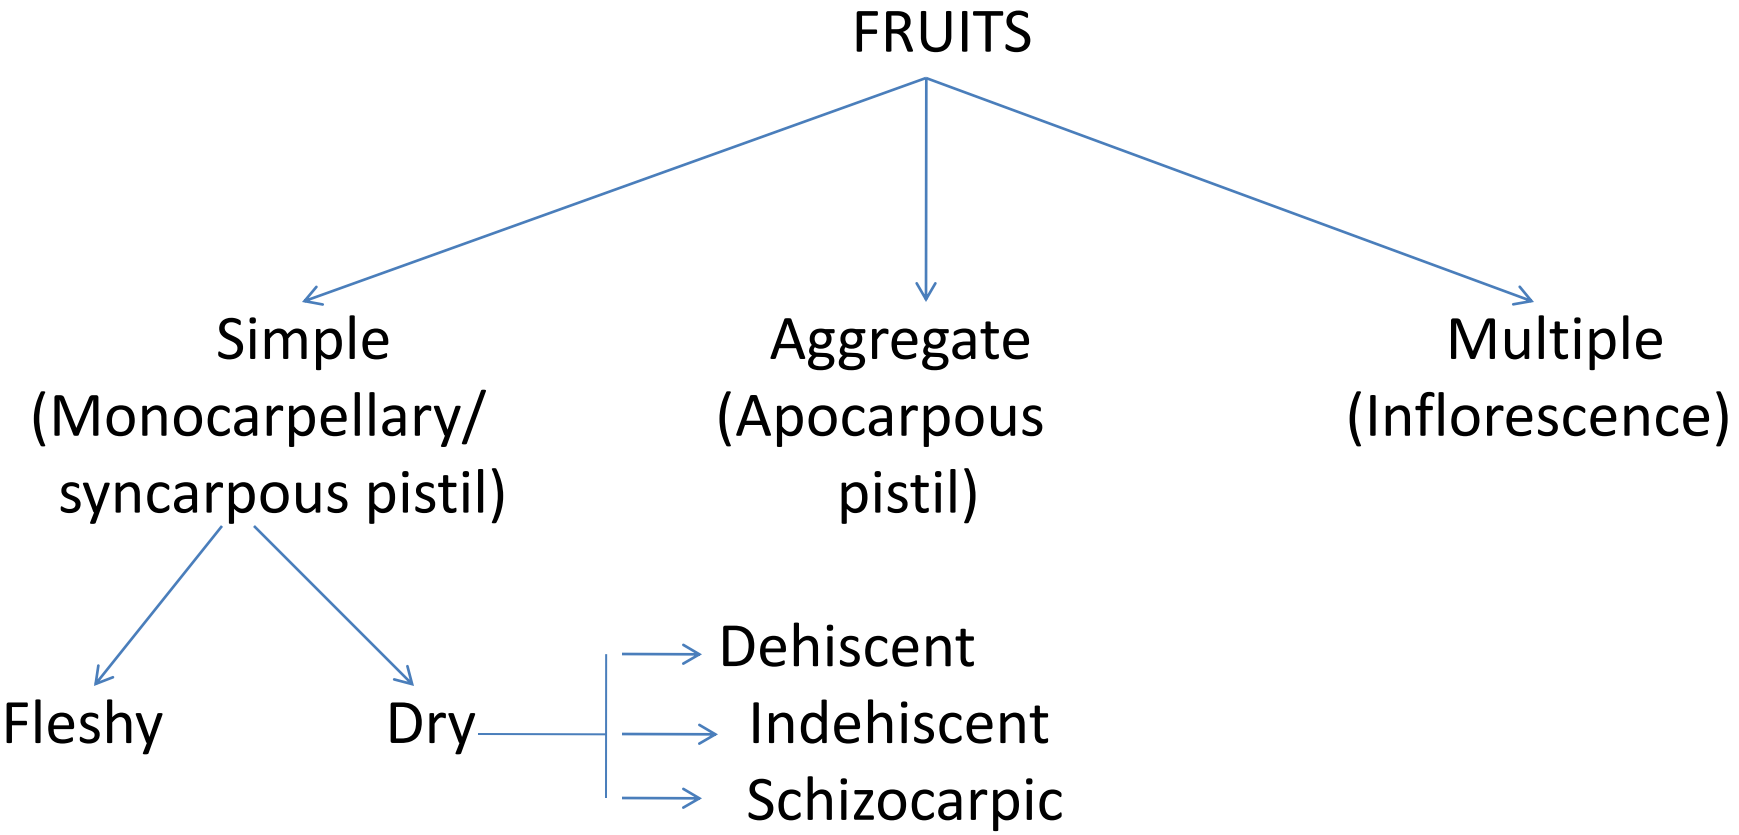 FRUITS
Simple
(Monocarpellary/
syncarpous pistil)
Aggregate
(Apocarpous
pistil)
Multiple
(Inflorescence)
Fleshy
Dry
Dehiscent
Indehiscent
Schizocarpic